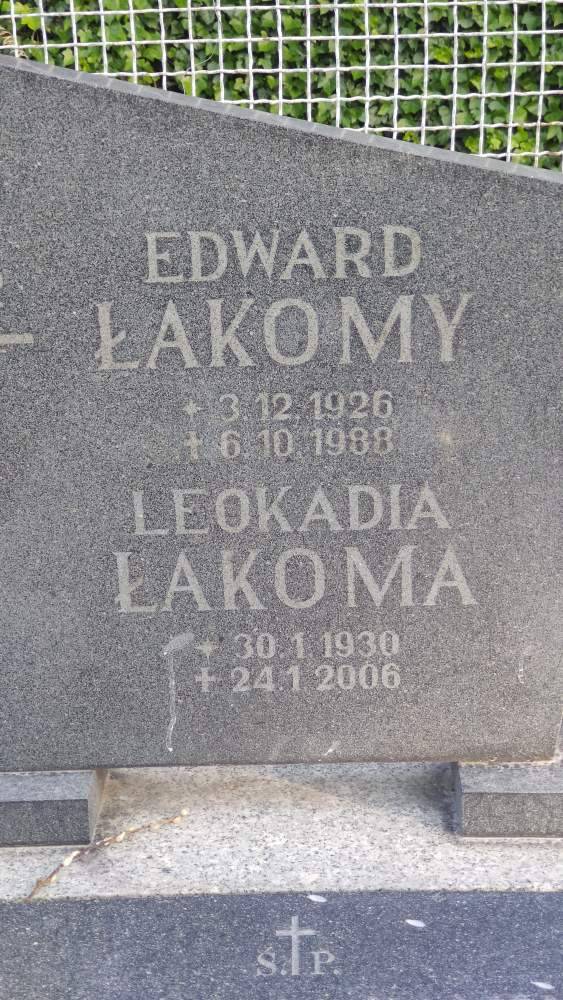 EDWARD
ŁAKOMY
* 3.12.1926
† 6.10.1988
LEOKADIA
ŁAKOMA
* 30.1.1930
† 24.1 2006
Ś.†P.